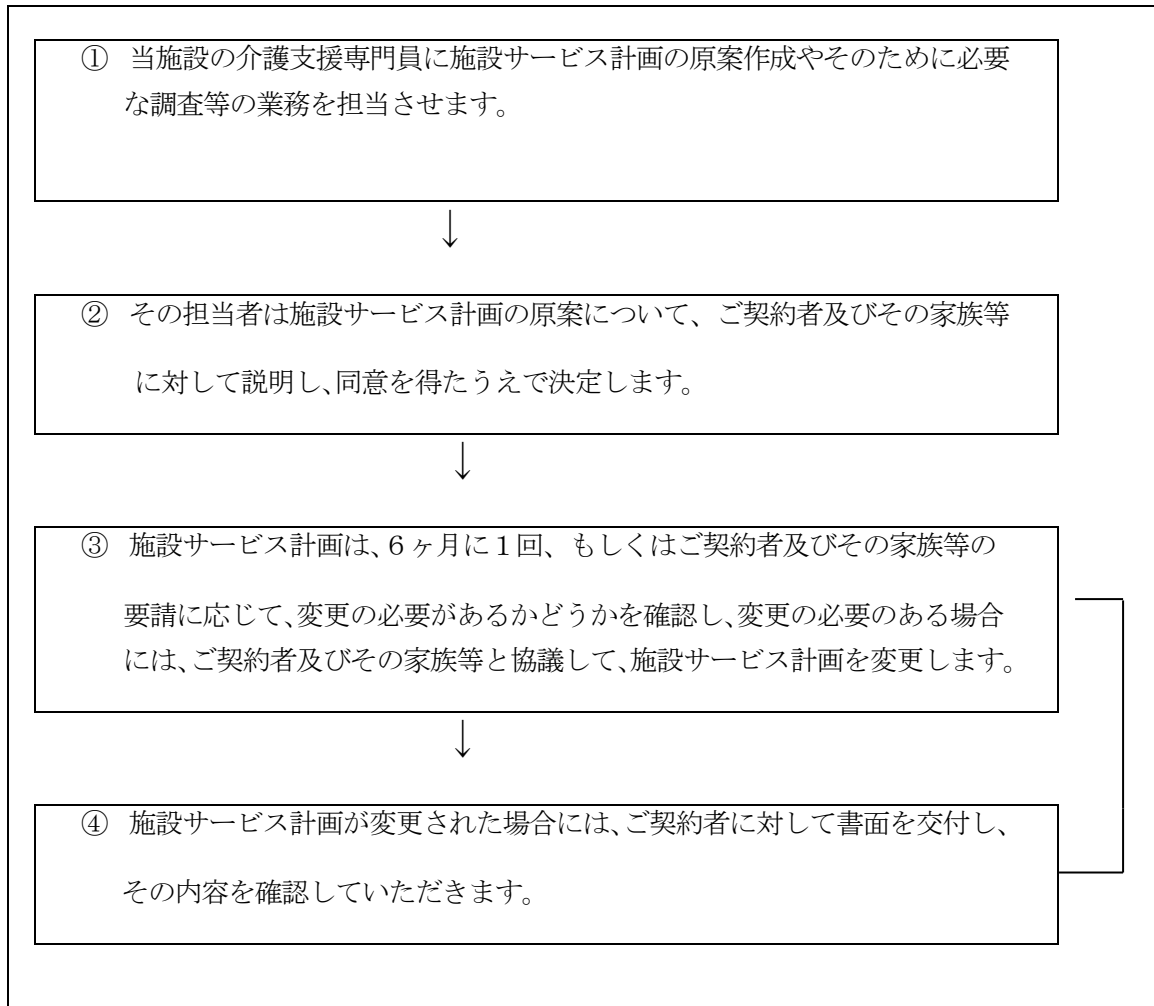 ① 当施設の介護支援専門員に施設サービス計画の原案作成やそのために必要
な調査等の業務を担当させます。
↓
② その担当者は施設サービス計画の原案について、ご契約者及びその家族等
に対して説明し、同意を得たうえで決定します。
↓
③ 施設サービス計画は、６ヶ月に１回、もしくはご契約者及びその家族等の
要請に応じて、変更の必要があるかどうかを確認し、変更の必要のある場合
には、ご契約者及びその家族等と協議して、施設サービス計画を変更します。
↓
④ 施設サービス計画が変更された場合には、ご契約者に対して書面を交付し、
その内容を確認していただきます。